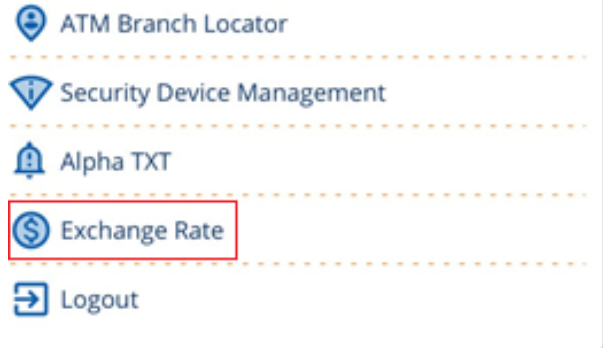 ATM Branch Locator
Security Device Management
Alpha TXT
Exchange Rate
Logout